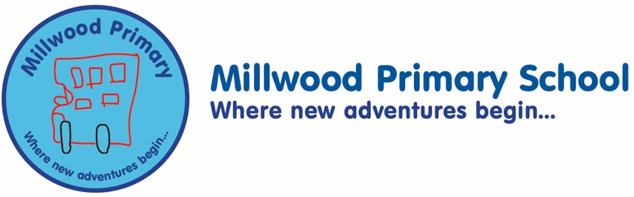 Millwood Primary
Where new adventures begin...
Millwood Primary School
Where new adventures begin...